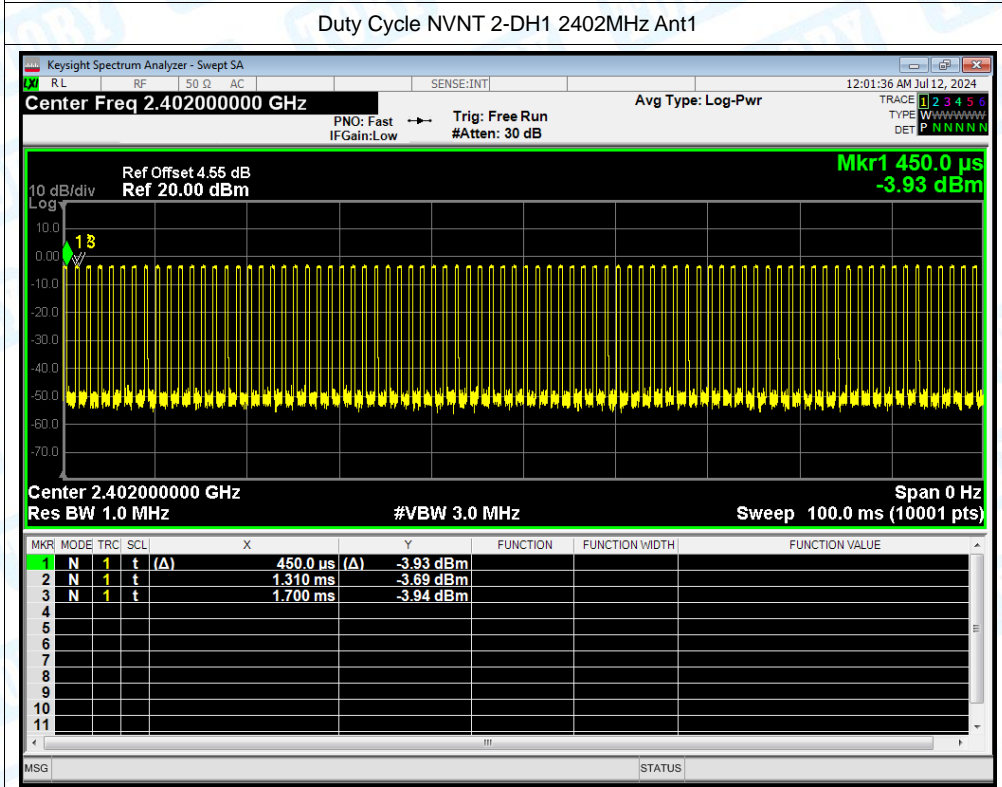 Duty Cycle NVNT 2-DH1 2402MHz Ant1
Keysight Spectrum Analyzer - Swept SA
LXI RL RF 50 Ω AC SENSE:INT 12:01:36 AM Jul 12, 2024
Center Freq 2.402000000 GHz Avg Type: Log-Pwr TRACE 1 2 3 4 5 6
PNO: Fast Trig: Free Run TYPE WWWWWWW
IFGain:Low #Atten: 30 dB DET P N N N N N
Ref Offset 4.55 dB Mkr1 450.0 µs
10 dB/div Ref 20.00 dBm -3.93 dBm
Log
10.0
1 3
0.00
-10.0
-20.0
-30.0
-40.0
-50.0
-60.0
-70.0
Center 2.402000000 GHz Span 0 Hz
Res BW 1.0 MHz #VBW 3.0 MHz Sweep 100.0 ms (10001 pts)
MKR MODE TRC SCL X Y FUNCTION FUNCTION WIDTH FUNCTION VALUE
1 N 1 t (Δ) 450.0 µs (Δ) -3.93 dBm
2 N 1 t 1.310 ms -3.69 dBm
3 N 1 t 1.700 ms -3.94 dBm
4
5
6
7
8
9
10
11
MSG STATUS